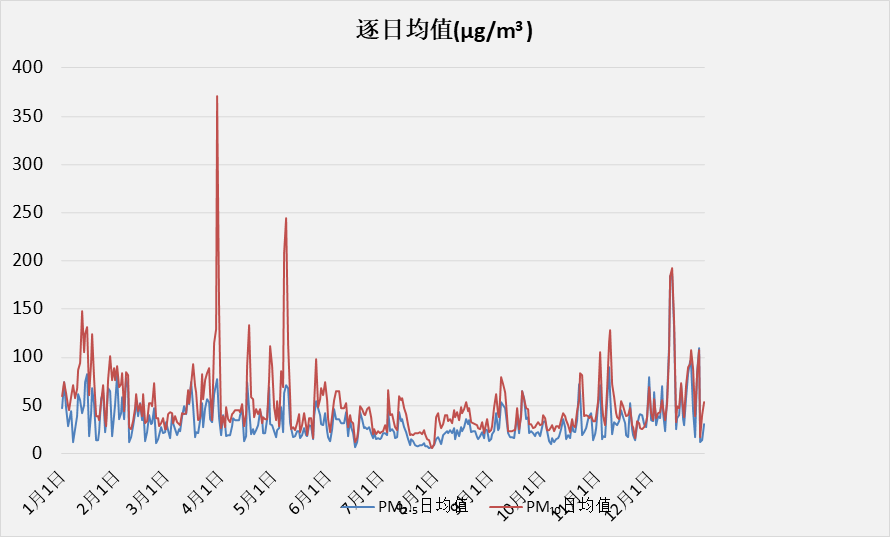 逐日均值(μg/m³)
400
350
300
250
200
150
100
50
0
1月1日
2月1日
3月1日
4月1日
5月1日
6月1日
7月1日
8月1日
9月1日
10月1日
11月1日
12月1日
PM₂.₅日均值
PM₁₀日均值